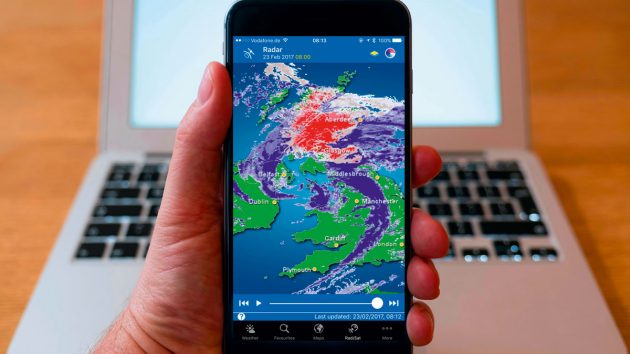 Vodafone.de 08:13 100%
Radar
23 Feb 2017 08:00
Aberdee
Glasgow
Belfast
Middlesbrough
Dublin
Manchester
Cardiff
London
Plymouth
? Last updated: 23/02/2017, 08:12
Weather Favourites Maps Rad/Sat More